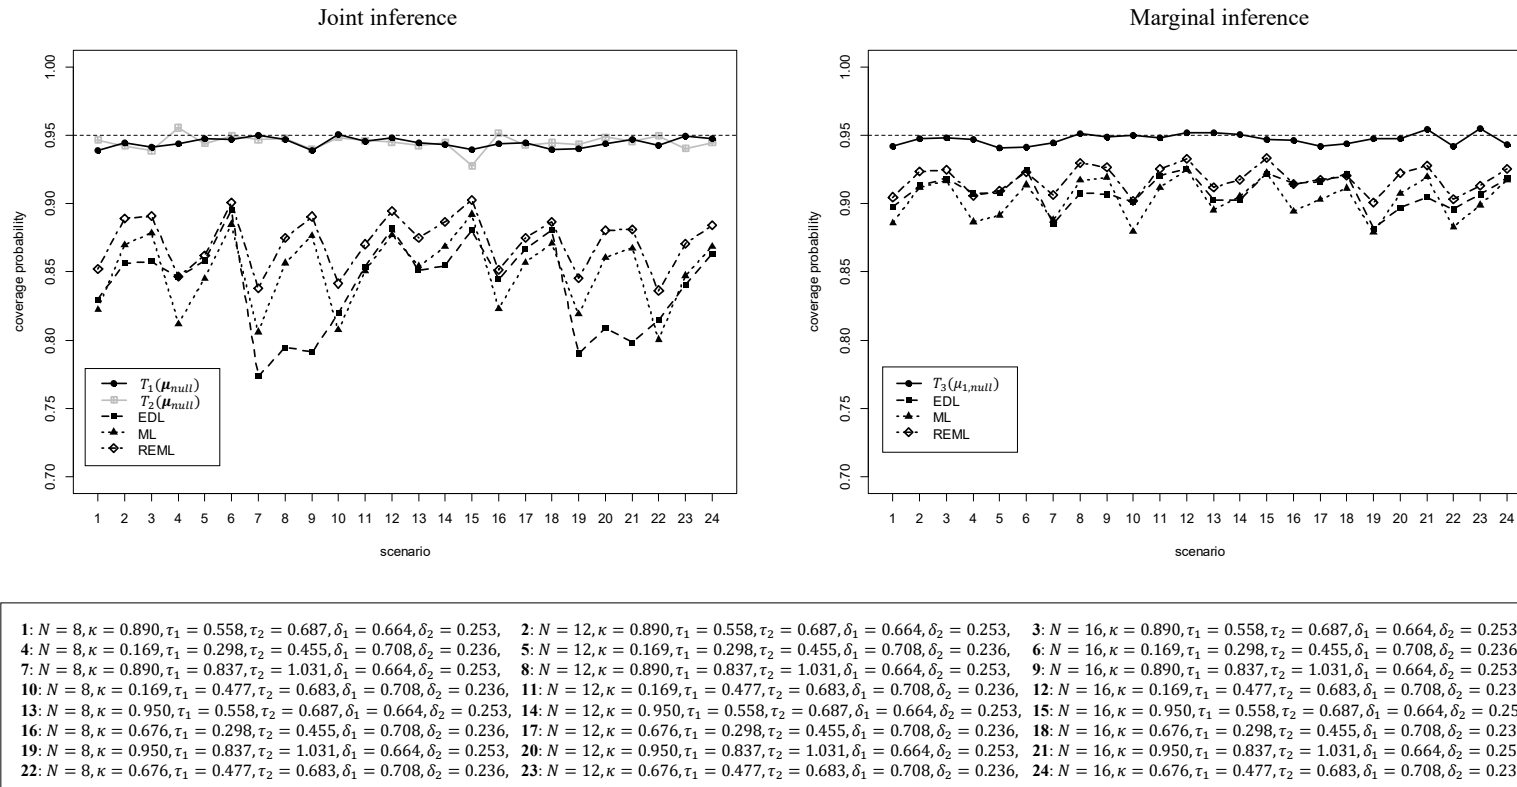 Joint inference
Marginal inference
coverage probability
1.00
0.95
0.90
0.85
0.80
0.75
0.70
T₁(μ_null)
T₂(μ_null)
EDL
ML
REML
1 2 3 4 5 6 7 8 9 10 11 12 13 14 15 16 17 18 19 20 21 22 23 24
scenario
coverage probability
1.00
0.95
0.90
0.85
0.80
0.75
0.70
T₃(μ₁,null)
EDL
ML
REML
1 2 3 4 5 6 7 8 9 10 11 12 13 14 15 16 17 18 19 20 21 22 23 24
scenario
1: N = 8, κ = 0.890, τ₁ = 0.558, τ₂ = 0.687, δ₁ = 0.664, δ₂ = 0.253, 2: N = 12, κ = 0.890, τ₁ = 0.558, τ₂ = 0.687, δ₁ = 0.664, δ₂ = 0.253, 3: N = 16, κ = 0.890, τ₁ = 0.558, τ₂ = 0.687, δ₁ = 0.664, δ₂ = 0.253
4: N = 8, κ = 0.169, τ₁ = 0.298, τ₂ = 0.455, δ₁ = 0.708, δ₂ = 0.236, 5: N = 12, κ = 0.169, τ₁ = 0.298, τ₂ = 0.455, δ₁ = 0.708, δ₂ = 0.236, 6: N = 16, κ = 0.169, τ₁ = 0.298, τ₂ = 0.455, δ₁ = 0.708, δ₂ = 0.236
7: N = 8, κ = 0.890, τ₁ = 0.837, τ₂ = 1.031, δ₁ = 0.664, δ₂ = 0.253, 8: N = 12, κ = 0.890, τ₁ = 0.837, τ₂ = 1.031, δ₁ = 0.664, δ₂ = 0.253, 9: N = 16, κ = 0.890, τ₁ = 0.837, τ₂ = 1.031, δ₁ = 0.664, δ₂ = 0.253
10: N = 8, κ = 0.169, τ₁ = 0.477, τ₂ = 0.683, δ₁ = 0.708, δ₂ = 0.236, 11: N = 12, κ = 0.169, τ₁ = 0.477, τ₂ = 0.683, δ₁ = 0.708, δ₂ = 0.236, 12: N = 16, κ = 0.169, τ₁ = 0.477, τ₂ = 0.683, δ₁ = 0.708, δ₂ = 0.23
13: N = 8, κ = 0.950, τ₁ = 0.558, τ₂ = 0.687, δ₁ = 0.664, δ₂ = 0.253, 14: N = 12, κ = 0.950, τ₁ = 0.558, τ₂ = 0.687, δ₁ = 0.664, δ₂ = 0.253, 15: N = 16, κ = 0.950, τ₁ = 0.558, τ₂ = 0.687, δ₁ = 0.664, δ₂ = 0.25
16: N = 8, κ = 0.676, τ₁ = 0.298, τ₂ = 0.455, δ₁ = 0.708, δ₂ = 0.236, 17: N = 12, κ = 0.676, τ₁ = 0.298, τ₂ = 0.455, δ₁ = 0.708, δ₂ = 0.236, 18: N = 16, κ = 0.676, τ₁ = 0.298, τ₂ = 0.455, δ₁ = 0.708, δ₂ = 0.23
19: N = 8, κ = 0.950, τ₁ = 0.837, τ₂ = 1.031, δ₁ = 0.664, δ₂ = 0.253, 20: N = 12, κ = 0.950, τ₁ = 0.837, τ₂ = 1.031, δ₁ = 0.664, δ₂ = 0.253, 21: N = 16, κ = 0.950, τ₁ = 0.837, τ₂ = 1.031, δ₁ = 0.664, δ₂ = 0.25
22: N = 8, κ = 0.676, τ₁ = 0.477, τ₂ = 0.683, δ₁ = 0.708, δ₂ = 0.236, 23: N = 12, κ = 0.676, τ₁ = 0.477, τ₂ = 0.683, δ₁ = 0.708, δ₂ = 0.236, 24: N = 16, κ = 0.676, τ₁ = 0.477, τ₂ = 0.683, δ₁ = 0.708, δ₂ = 0.23